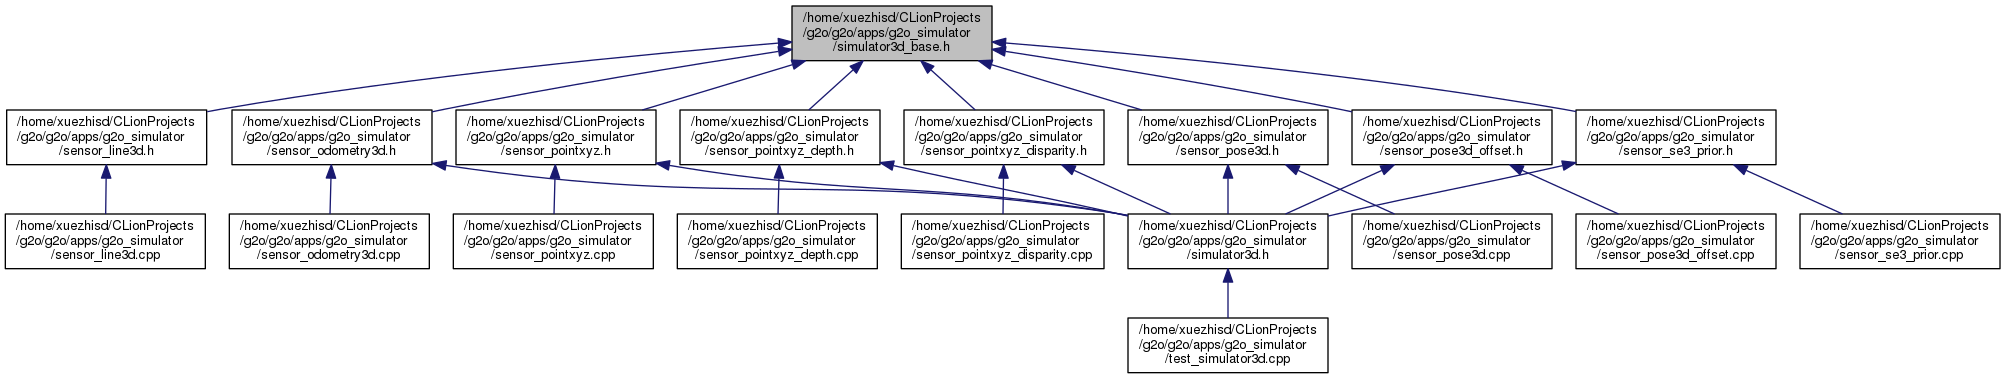 /home/xuezhisd/CLionProjects
/g2o/g2o/apps/g2o_simulator
/simulator3d_base.h
/home/xuezhisd/CLionProjects
/g2o/g2o/apps/g2o_simulator
/sensor_line3d.h
/home/xuezhisd/CLionProjects
/g2o/g2o/apps/g2o_simulator
/sensor_odometry3d.h
/home/xuezhisd/CLionProjects
/g2o/g2o/apps/g2o_simulator
/sensor_pointxyz.h
/home/xuezhisd/CLionProjects
/g2o/g2o/apps/g2o_simulator
/sensor_pointxyz_depth.h
/home/xuezhisd/CLionProjects
/g2o/g2o/apps/g2o_simulator
/sensor_pointxyz_disparity.h
/home/xuezhisd/CLionProjects
/g2o/g2o/apps/g2o_simulator
/sensor_pose3d.h
/home/xuezhisd/CLionProjects
/g2o/g2o/apps/g2o_simulator
/sensor_pose3d_offset.h
/home/xuezhisd/CLionProjects
/g2o/g2o/apps/g2o_simulator
/sensor_se3_prior.h
/home/xuezhisd/CLionProjects
/g2o/g2o/apps/g2o_simulator
/sensor_line3d.cpp
/home/xuezhisd/CLionProjects
/g2o/g2o/apps/g2o_simulator
/sensor_odometry3d.cpp
/home/xuezhisd/CLionProjects
/g2o/g2o/apps/g2o_simulator
/sensor_pointxyz.cpp
/home/xuezhisd/CLionProjects
/g2o/g2o/apps/g2o_simulator
/sensor_pointxyz_depth.cpp
/home/xuezhisd/CLionProjects
/g2o/g2o/apps/g2o_simulator
/sensor_pointxyz_disparity.cpp
/home/xuezhisd/CLionProjects
/g2o/g2o/apps/g2o_simulator
/simulator3d.h
/home/xuezhisd/CLionProjects
/g2o/g2o/apps/g2o_simulator
/sensor_pose3d.cpp
/home/xuezhisd/CLionProjects
/g2o/g2o/apps/g2o_simulator
/sensor_pose3d_offset.cpp
/home/xuezhisd/CLionProjects
/g2o/g2o/apps/g2o_simulator
/sensor_se3_prior.cpp
/home/xuezhisd/CLionProjects
/g2o/g2o/apps/g2o_simulator
/test_simulator3d.cpp